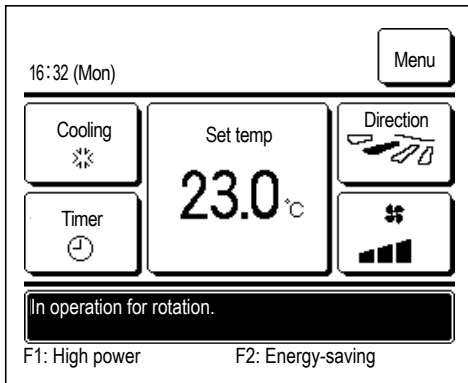 Menu
16:32 (Mon)
Cooling
Set temp
Direction
23.0 °C
Timer
In operation for rotation.
F1: High power F2: Energy-saving